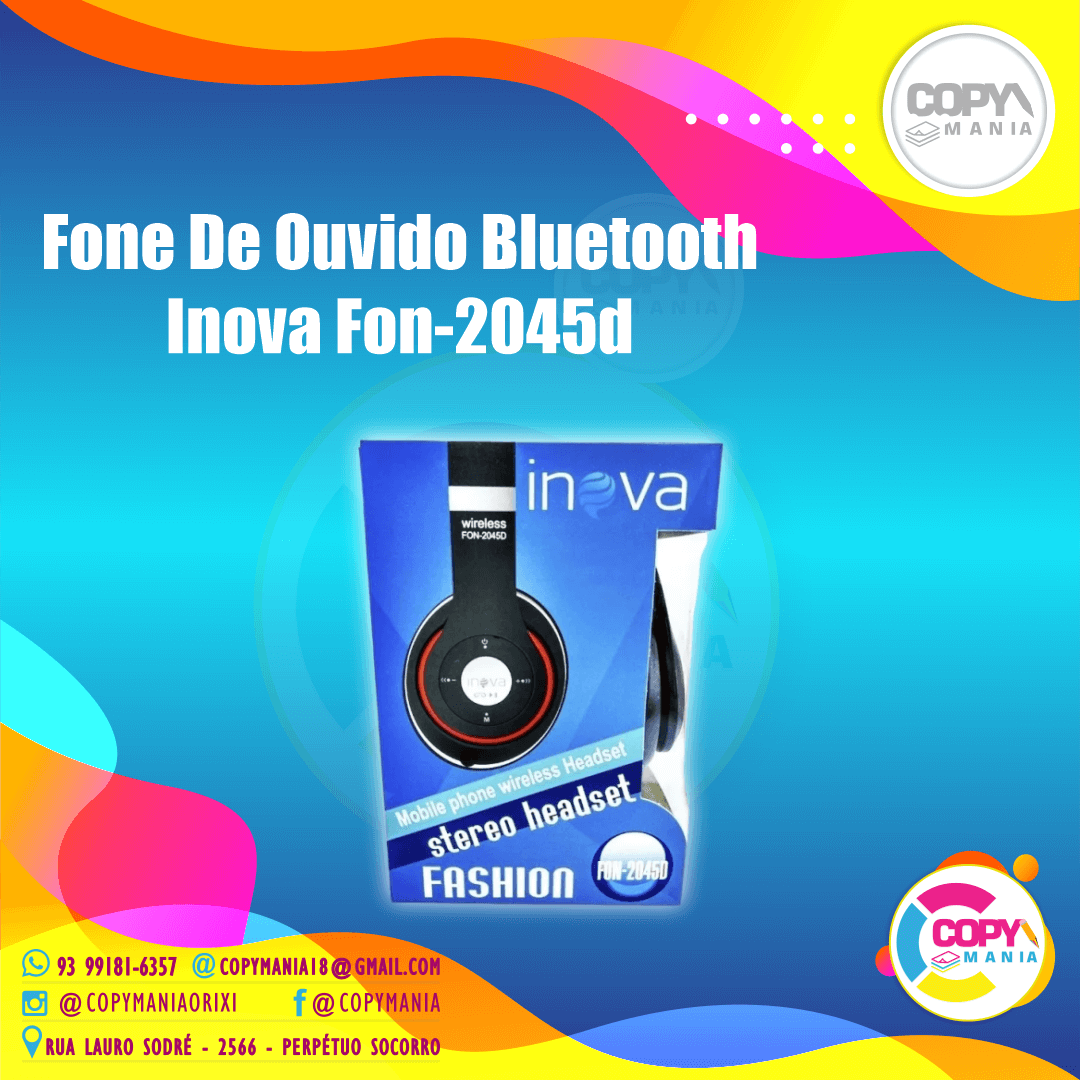 COPY
MANIA
Fone De Ouvido Bluetooth
Inova Fon-2045d
COPY
MANIA
inova
wireless
FON-2045D
inova
M
Mobile phone wireless Headset
stereo headset
FASHION
FON-2045D
COPY
MANIA
93 99181-6357 @COPYMANIA18@GMAIL.COM
@COPYMANIAORIXI f @COPYMANIA
RUA LAURO SODRÉ - 2566 - PERPÉTUO SOCORRO